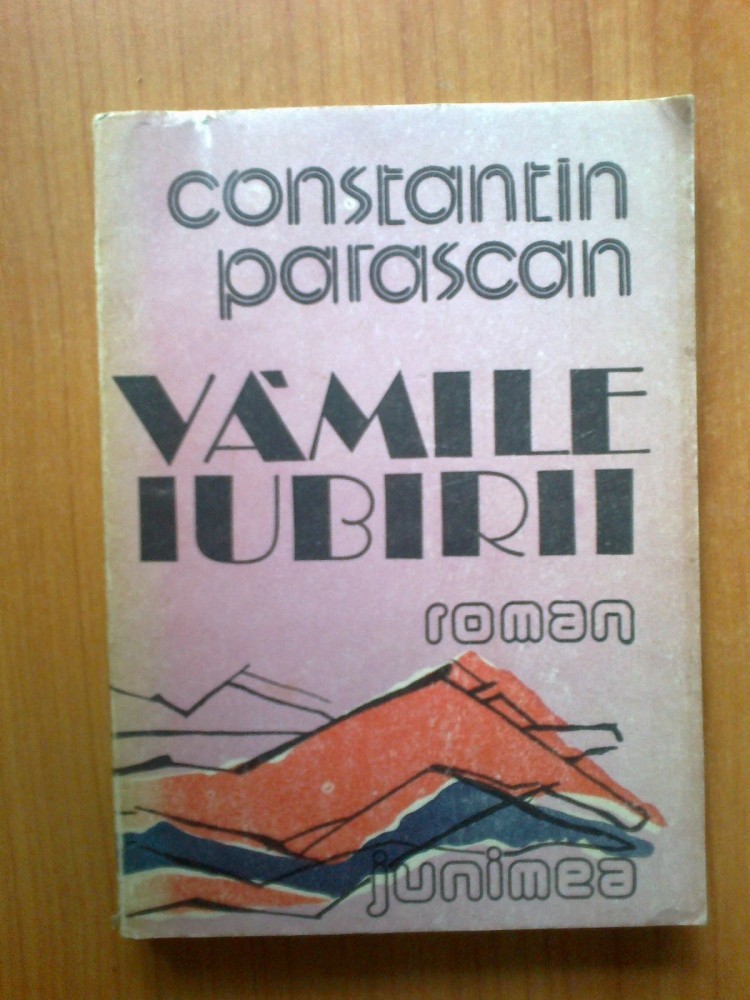 constantin
parascan
VĂMILE
IUBIRII
roman
junimea